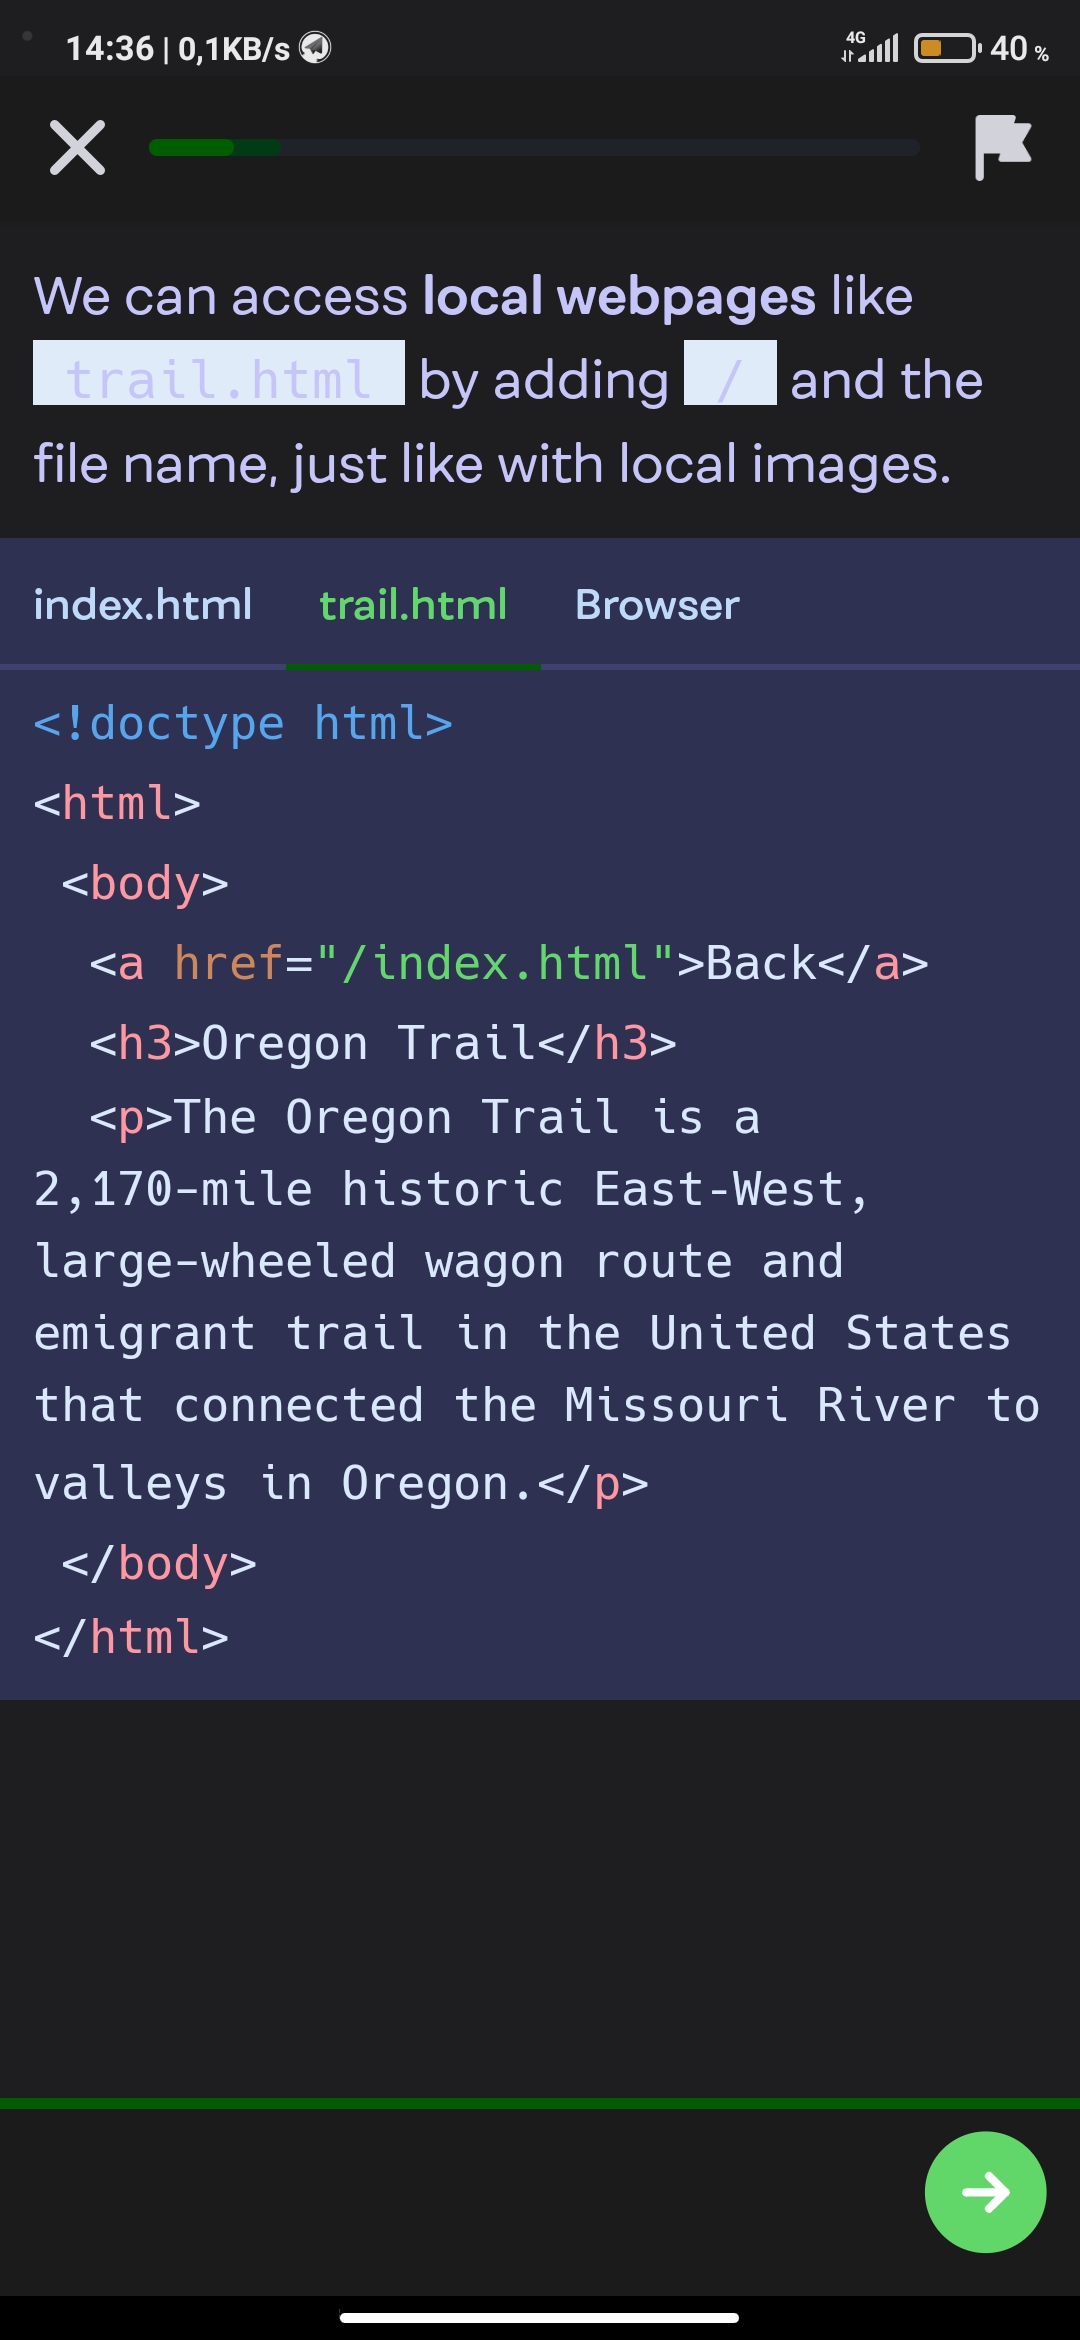 14:36 | 0,1KB/s 4G 40 %
We can access local webpages like
trail.html by adding / and the
file name, just like with local images.
index.html trail.html Browser
<!doctype html>
<html>
<body>
<a href="/index.html">Back</a>
<h3>Oregon Trail</h3>
<p>The Oregon Trail is a
2,170-mile historic East-West,
large-wheeled wagon route and
emigrant trail in the United States
that connected the Missouri River to
valleys in Oregon.</p>
</body>
</html>